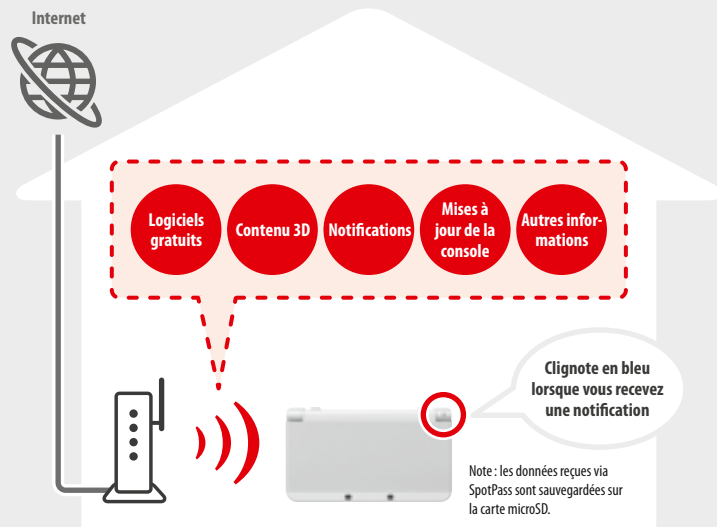 Internet
Logiciels
gratuits
Contenu 3D
Notifications
Mises à
jour de la
console
Autres infor-
mations
Clignote en bleu
lorsque vous recevez
une notification
Note : les données reçues via
SpotPass sont sauvegardées sur
la carte microSD.